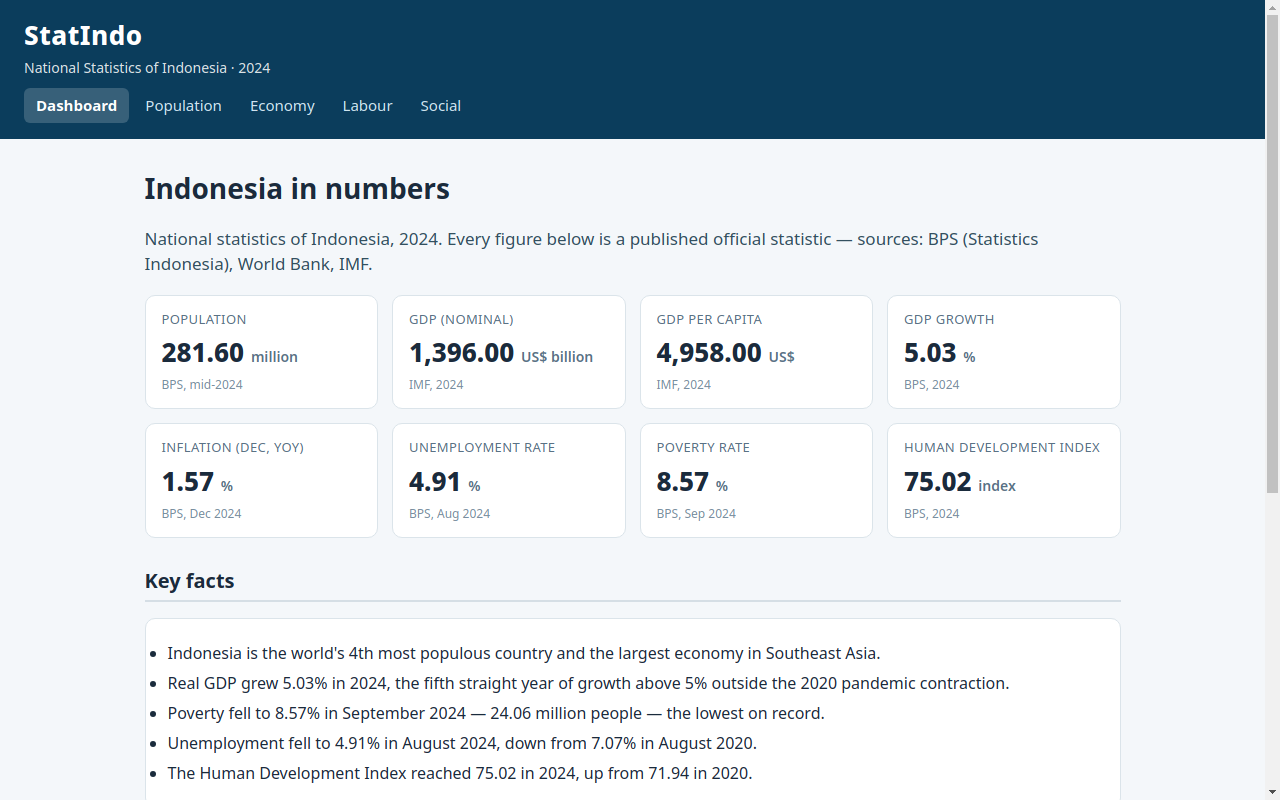 StatIndo
National Statistics of Indonesia · 2024
Dashboard Population Economy Labour Social
Indonesia in numbers
National statistics of Indonesia, 2024. Every figure below is a published official statistic — sources: BPS (Statistics
Indonesia), World Bank, IMF.
POPULATION
281.60 million
BPS, mid-2024
GDP (NOMINAL)
1,396.00 US$ billion
IMF, 2024
GDP PER CAPITA
4,958.00 US$
IMF, 2024
GDP GROWTH
5.03 %
BPS, 2024
INFLATION (DEC, YOY)
1.57 %
BPS, Dec 2024
UNEMPLOYMENT RATE
4.91 %
BPS, Aug 2024
POVERTY RATE
8.57 %
BPS, Sep 2024
HUMAN DEVELOPMENT INDEX
75.02 index
BPS, 2024
Key facts
Indonesia is the world's 4th most populous country and the largest economy in Southeast Asia.
Real GDP grew 5.03% in 2024, the fifth straight year of growth above 5% outside the 2020 pandemic contraction.
Poverty fell to 8.57% in September 2024 — 24.06 million people — the lowest on record.
Unemployment fell to 4.91% in August 2024, down from 7.07% in August 2020.
The Human Development Index reached 75.02 in 2024, up from 71.94 in 2020.